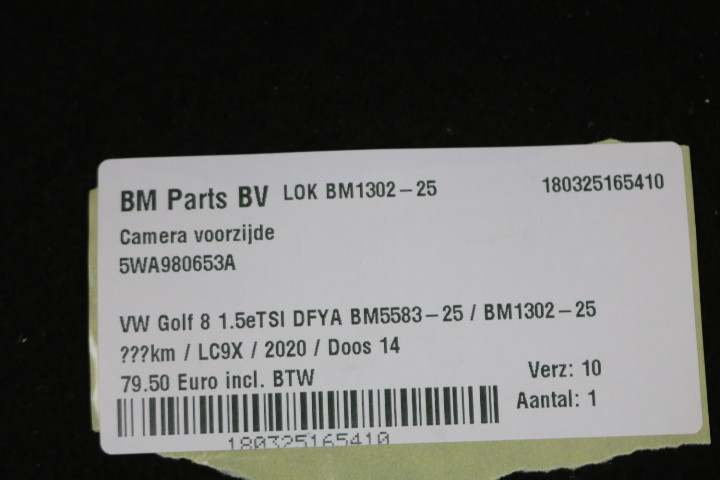 BM Parts BV LOK BM1302-25 180325165410
Camera voorzijde
5WA980653A
VW Golf 8 1.5eTSI DFYA BM5583-25 / BM1302-25
???km / LC9X / 2020 / Doos 14
79.50 Euro incl. BTW
Verz: 10
Aantal: 1
180325165410